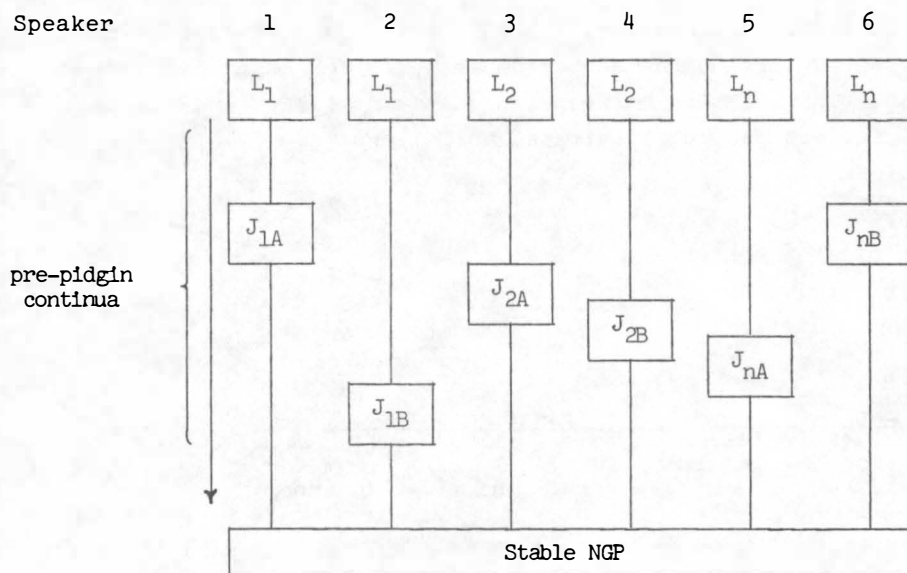 Speaker 1 2 3 4 5 6
L1 L1 L2 L2 Ln Ln
J1A JnB
pre-pidgin
continua
J2A
J2B
JnA
J1B
Stable NGP